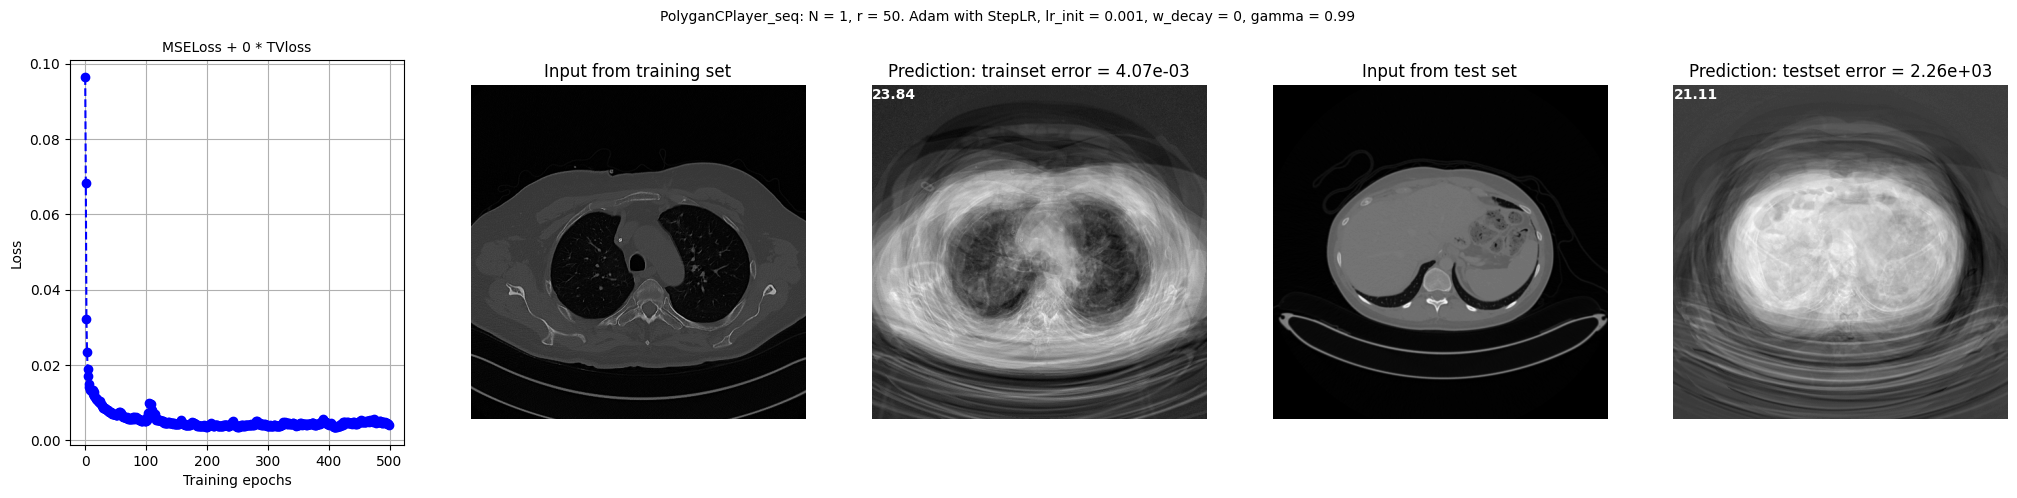 PolyganCPlayer_seq: N = 1, r = 50. Adam with StepLR, lr_init = 0.001, w_decay = 0, gamma = 0.99
MSELoss + 0 * TVloss
Input from training set
Prediction: trainset error = 4.07e-03
Input from test set
Prediction: testset error = 2.26e+03
23.84
21.11
0.10
0.08
0.06
0.04
0.02
0.00
Loss
0 100 200 300 400 500
Training epochs